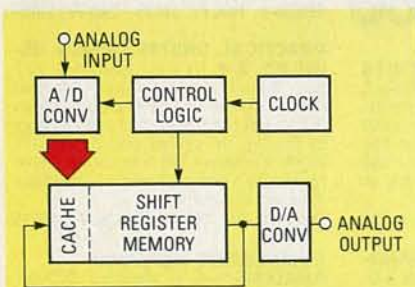 ANALOG
INPUT
A/D
CONV
CONTROL
LOGIC
CLOCK
CACHE
SHIFT
REGISTER
MEMORY
D/A
CONV
ANALOG
OUTPUT